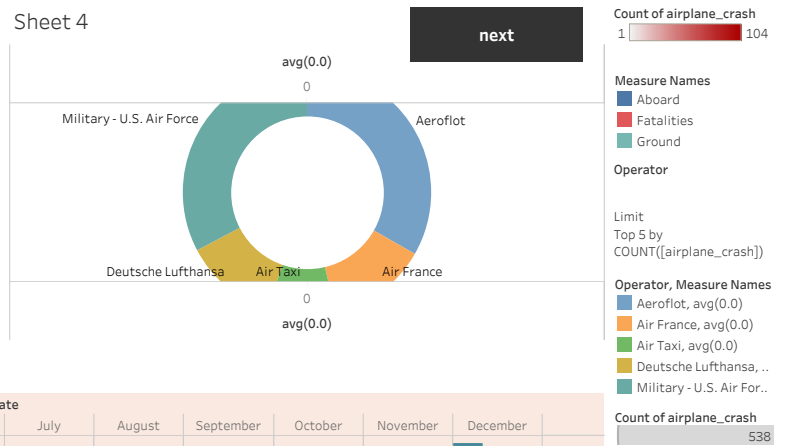 Sheet 4
next
avg(0.0)
0
Military - U.S. Air Force
Aeroflot
Deutsche Lufthansa
Air Taxi
Air France
0
avg(0.0)
ate
July
August
September
October
November
December
Count of airplane_crash
1
104
Measure Names
Aboard
Fatalities
Ground
Operator
Limit
Top 5 by
COUNT([airplane_crash])
Operator, Measure Names
Aeroflot, avg(0.0)
Air France, avg(0.0)
Air Taxi, avg(0.0)
Deutsche Lufthansa, ..
Military - U.S. Air For..
Count of airplane_crash
538